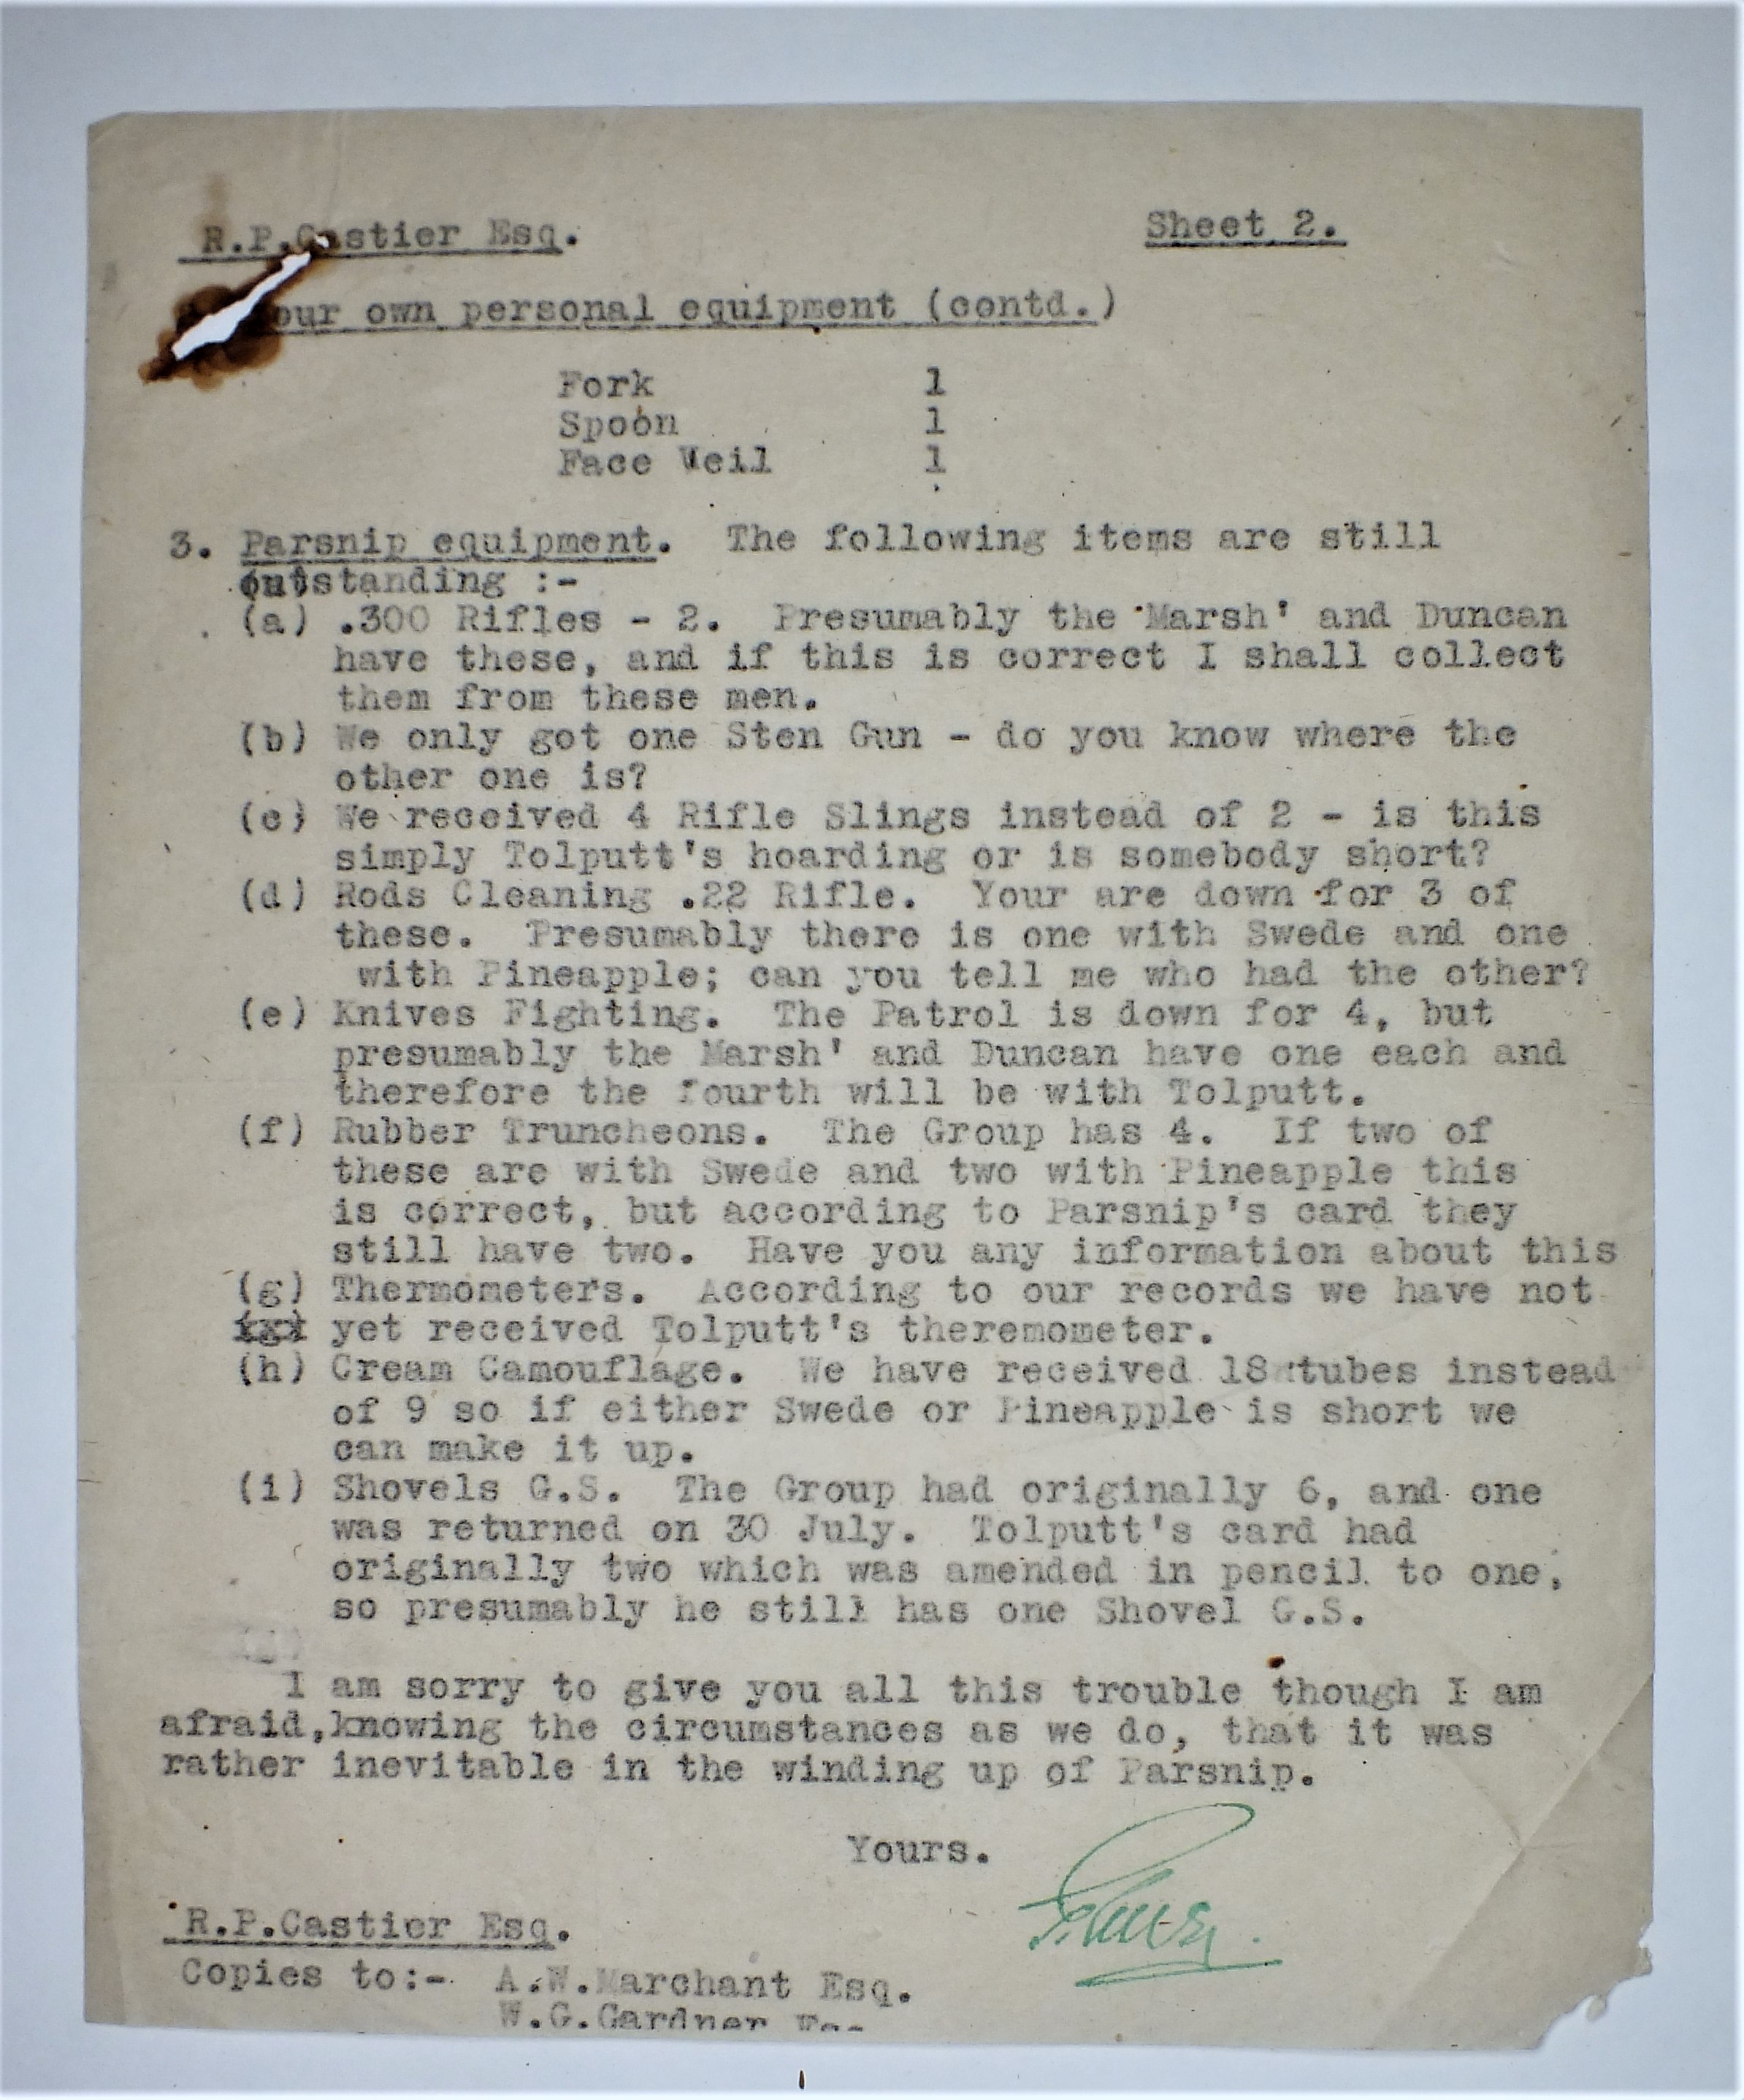 R.P.Castier Esq. Sheet 2.
our own personal equipment (contd.)
Fork 1
Spoon 1
Face Veil 1
3. Parsnip equipment. The following items are still
outstanding :-
(a) .300 Rifles - 2. Presumably the 'Marsh' and Duncan
have these, and if this is correct I shall collect
them from these men.
(b) We only got one Sten Gun - do you know where the
other one is?
(c) We received 4 Rifle Slings instead of 2 - is this
simply Tolputt's hoarding or is somebody short?
(d) Rods Cleaning .22 Rifle. Your are down for 3 of
these. Presumably there is one with Swede and one
with Pineapple; can you tell me who had the other?
(e) Knives Fighting. The Patrol is down for 4, but
presumably the Marsh' and Duncan have one each and
therefore the fourth will be with Tolputt.
(f) Rubber Truncheons. The Group has 4. If two of
these are with Swede and two with Pineapple this
is correct, but according to Parsnip's card they
still have two. Have you any information about this
(g) Thermometers. According to our records we have not
yet received Tolputt's theremometer.
(h) Cream Camouflage. We have received 18 tubes instead
of 9 so if either Swede or Pineapple is short we
can make it up.
(i) Shovels G.S. The Group had originally 6, and one
was returned on 30 July. Tolputt's card had
originally two which was amended in pencil to one,
so presumably he still has one Shovel G.S.
I am sorry to give you all this trouble though I am
afraid,knowing the circumstances as we do, that it was
rather inevitable in the winding up of Parsnip.
Yours.
R.P.Castier Esq.
Copies to:- A.W.Marchant Esq.
W.G.Gardner